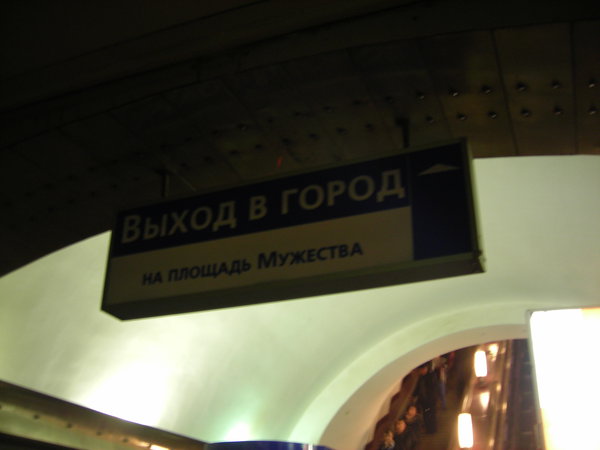 Выход в город
на площадь Мужества